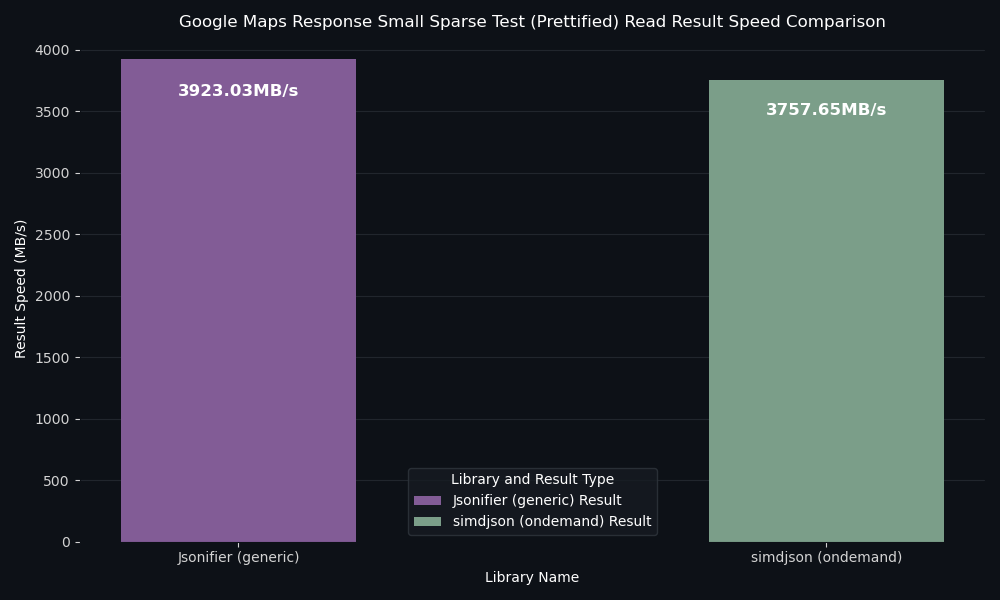 Google Maps Response Small Sparse Test (Prettified) Read Result Speed Comparison
4000
3500
3000
2500
2000
1500
1000
500
0
Result Speed (MB/s)
3923.03MB/s
3757.65MB/s
Library and Result Type
Jsonifier (generic) Result
simdjson (ondemand) Result
Jsonifier (generic)
simdjson (ondemand)
Library Name